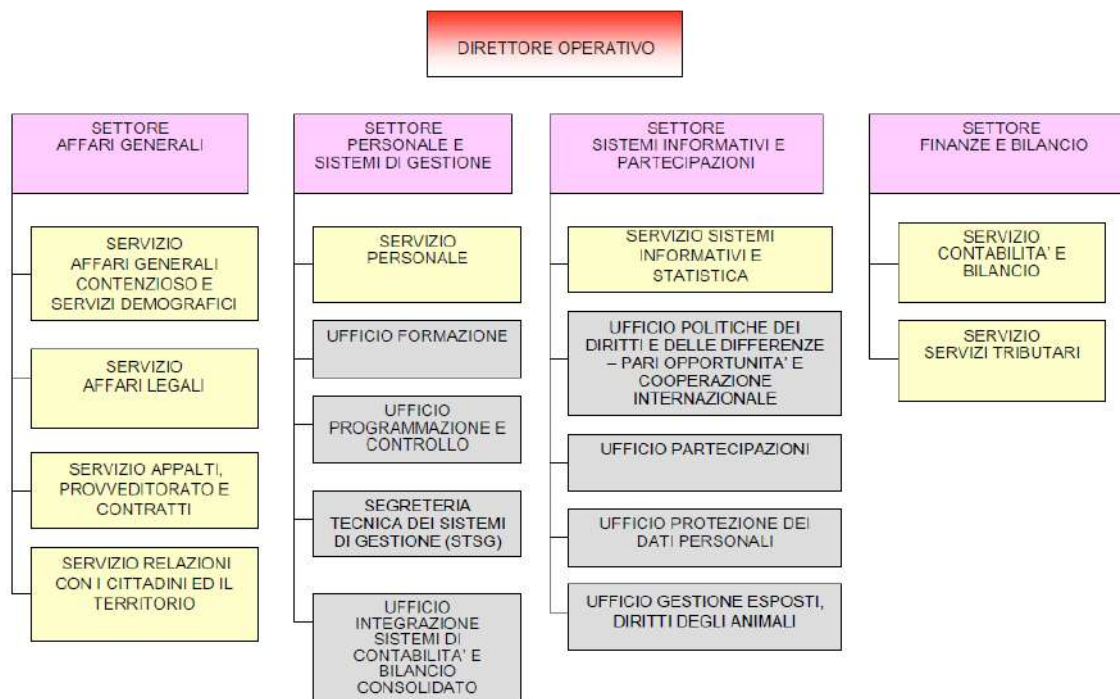 DIRETTORE OPERATIVO
SETTORE
AFFARI GENERALI
SERVIZIO
AFFARI GENERALI
CONTENZIOSO E
SERVIZI DEMOGRAFICI
SERVIZIO
AFFARI LEGALI
SERVIZIO APPALTI,
PROVVEDITORATO E
CONTRATTI
SERVIZIO RELAZIONI
CON I CITTADINI ED IL
TERRITORIO
SETTORE
PERSONALE E
SISTEMI DI GESTIONE
SERVIZIO
PERSONALE
UFFICIO FORMAZIONE
UFFICIO
PROGRAMMAZIONE E
CONTROLLO
SEGRETERIA
TECNICA DEI SISTEMI
DI GESTIONE (STSG)
UFFICIO
INTEGRAZIONE
SISTEMI DI
CONTABILITA' E
BILANCIO
CONSOLIDATO
SETTORE
SISTEMI INFORMATIVI E
PARTECIPAZIONI
SERVIZIO SISTEMI
INFORMATIVI E
STATISTICA
UFFICIO POLITICHE DEI
DIRITTI E DELLE DIFFERENZE
– PARI OPPORTUNITA' E
COOPERAZIONE
INTERNAZIONALE
UFFICIO PARTECIPAZIONI
UFFICIO PROTEZIONE DEI
DATI PERSONALI
UFFICIO GESTIONE ESPOSTI,
DIRITTI DEGLI ANIMALI
SETTORE
FINANZE E BILANCIO
SERVIZIO
CONTABILITA' E
BILANCIO
SERVIZIO
SERVIZI TRIBUTARI